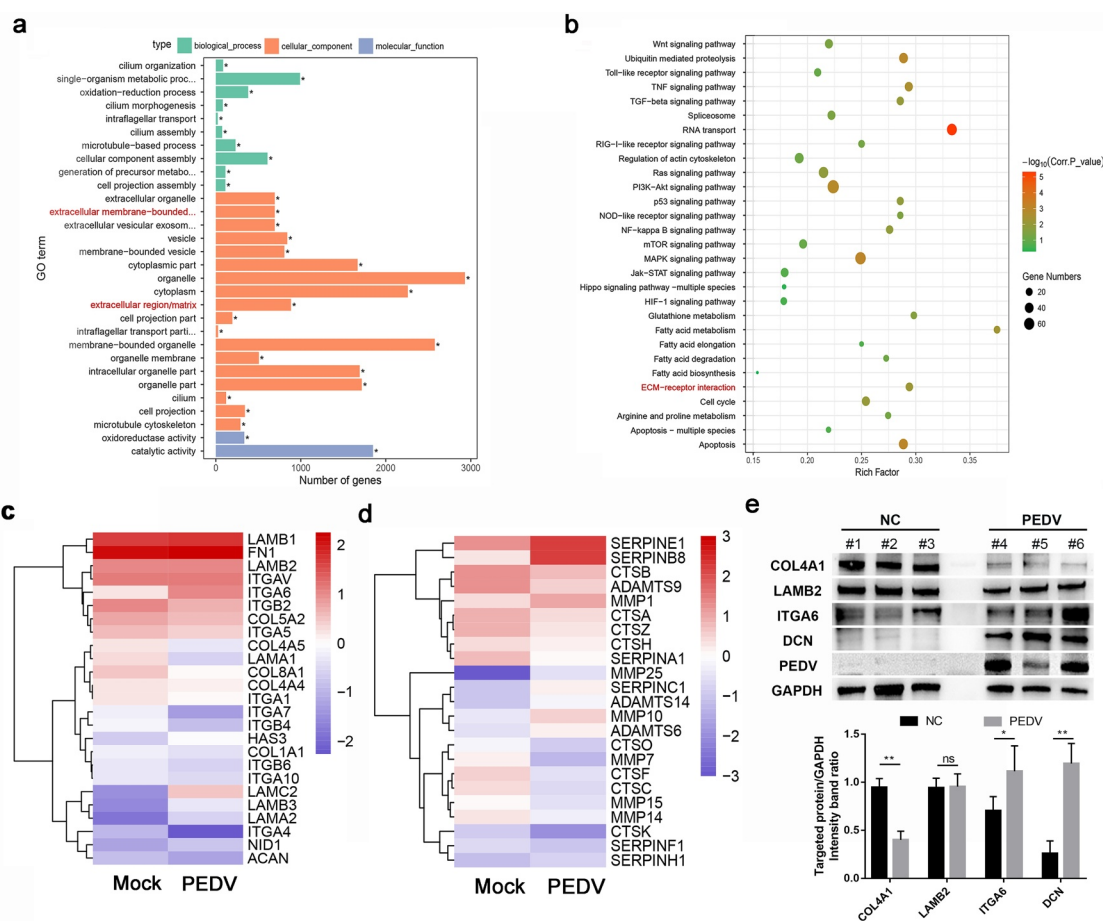 a
type biological_process cellular_component molecular_function
GO term
cilium organization
single-organism metabolic proc...
oxidation-reduction process
cilium morphogenesis
intraflagellar transport
cilium assembly
microtubule-based process
cellular component assembly
generation of precursor metabo...
cell projection assembly
extracellular organelle
extracellular membrane-bounded...
extracellular vesicular exosom...
vesicle
membrane-bounded vesicle
cytoplasmic part
organelle
cytoplasm
extracellular region/matrix
cell projection part
intraflagellar transport parti...
membrane-bounded organelle
organelle membrane
intracellular organelle part
organelle part
cilium
cell projection
microtubule cytoskeleton
oxidoreductase activity
catalytic activity
* * * * * * * * * * * * * * * * * * * * * * * * * * * * * *
0 1000 2000 3000
Number of genes
b
Wnt signaling pathway
Ubiquitin mediated proteolysis
Toll-like receptor signaling pathway
TNF signaling pathway
TGF-beta signaling pathway
Spliceosome
RNA transport
RIG-I-like receptor signaling pathway
Regulation of actin cytoskeleton
Ras signaling pathway
PI3K-Akt signaling pathway
p53 signaling pathway
NOD-like receptor signaling pathway
NF-kappa B signaling pathway
mTOR signaling pathway
MAPK signaling pathway
Jak-STAT signaling pathway
Hippo signaling pathway -multiple species
HIF-1 signaling pathway
Glutathione metabolism
Fatty acid metabolism
Fatty acid elongation
Fatty acid degradation
Fatty acid biosynthesis
ECM-receptor interaction
Cell cycle
Arginine and proline metabolism
Apoptosis - multiple species
Apoptosis
0.15 0.20 0.25 0.30 0.35
Rich Factor
-log10(Corr.P_value)
5
4
3
2
1
Gene Numbers
20
40
60
c
LAMB1
FN1
LAMB2
ITGAV
ITGA6
ITGB2
COL5A2
ITGA5
COL4A5
LAMA1
COL8A1
COL4A4
ITGA1
ITGA7
ITGB4
HAS3
COL1A1
ITGB6
ITGA10
LAMC2
LAMB3
LAMA2
ITGA4
NID1
ACAN
Mock PEDV
2
1
0
−1
−2
d
SERPINE1
SERPINB8
CTSB
ADAMTS9
MMP1
CTSA
CTSZ
CTSH
SERPINA1
MMP25
SERPINC1
ADAMTS14
MMP10
ADAMTS6
CTSO
MMP7
CTSF
CTSC
MMP15
MMP14
CTSK
SERPINF1
SERPINH1
Mock PEDV
3
2
1
0
−1
−2
−3
e
NC PEDV
#1 #2 #3 #4 #5 #6
COL4A1
LAMB2
ITGA6
DCN
PEDV
GAPDH
NC PEDV
Targeted protein/GAPDH
Intensity band ratio
1.5
1.0
0.5
0.0
** ns * **
COL4A1 LAMB2 ITGA6 DCN